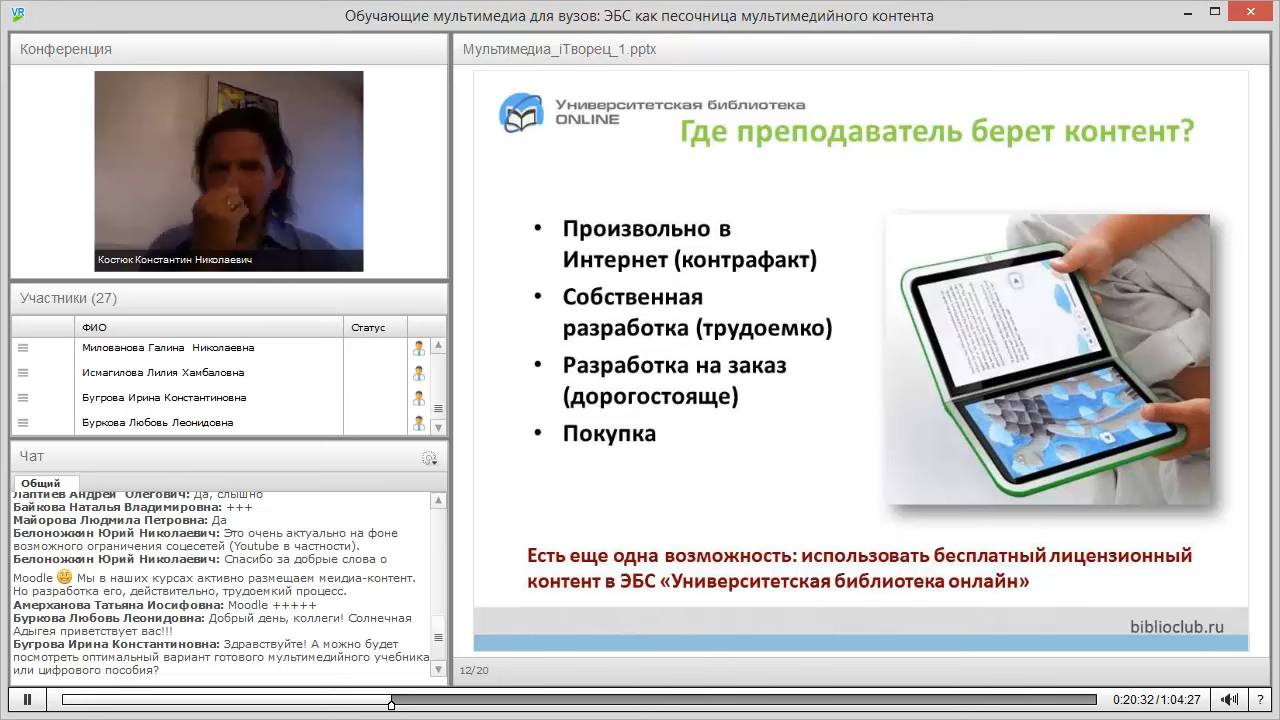 VR
Обучающие мультимедиа для вузов: ЭБС как песочница мультимедийного контента
Конференция
Костюк Константин Николаевич
Участники (27)
ФИО
Статус
Милованова Галина Николаевна
Исмагилова Лилия Хамбаловна
Бугрова Ирина Константиновна
Буркова Любовь Леонидовна
Чат
Общий
Лаптиев Андрей Олегович: Да, слышно
Байкова Наталья Владимировна: +++
Майорова Людмила Петровна: Да
Белоножкин Юрий Николаевич: Это очень актуально на фоне
возможного ограничения соцесетей (Youtube в частности).
Белоножкин Юрий Николаевич: Спасибо за добрые слова о
Moodle Мы в наших курсах активно размещаем меидиа-контент.
Но разработка его, действительно, трудоемкий процесс.
Амерханова Татьяна Иосифовна: Moodle +++++
Буркова Любовь Леонидовна: Добрый день, коллеги! Солнечная
Адыгея приветствует вас!!!
Бугрова Ирина Константиновна: Здравствуйте! А можно будет
посмотреть оптимальный вариант готового мультимедийного учебника
или цифрового пособия?
Мультимедиа_iТворец_1.pptx
Университетская библиотека
ONLINE
Где преподаватель берет контент?
• Произвольно в
Интернет (контрафакт)
• Собственная
разработка (трудоемко)
• Разработка на заказ
(дорогостояще)
• Покупка
Есть еще одна возможность: использовать бесплатный лицензионный
контент в ЭБС «Университетская библиотека онлайн»
biblioclub.ru
12/20
0:20:32/1:04:27
?